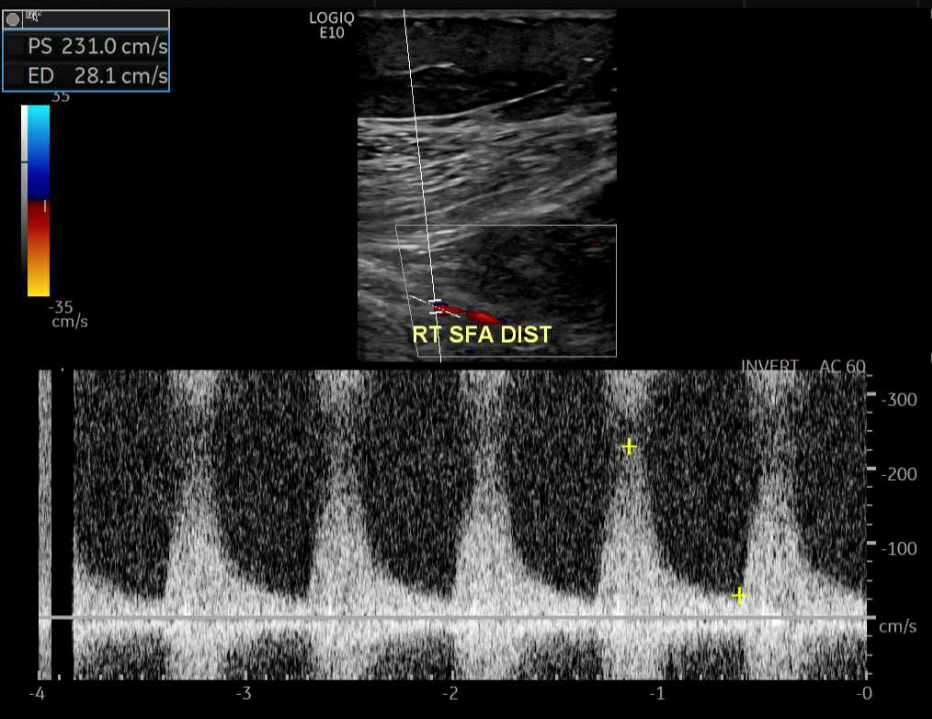 PS 231.0 cm/s
ED 28.1 cm/s
LOGIQ
E10
35
-35
cm/s
RT SFA DIST
INVERT AC 60
-300
-200
-100
cm/s
-4 -3 -2 -1 -0